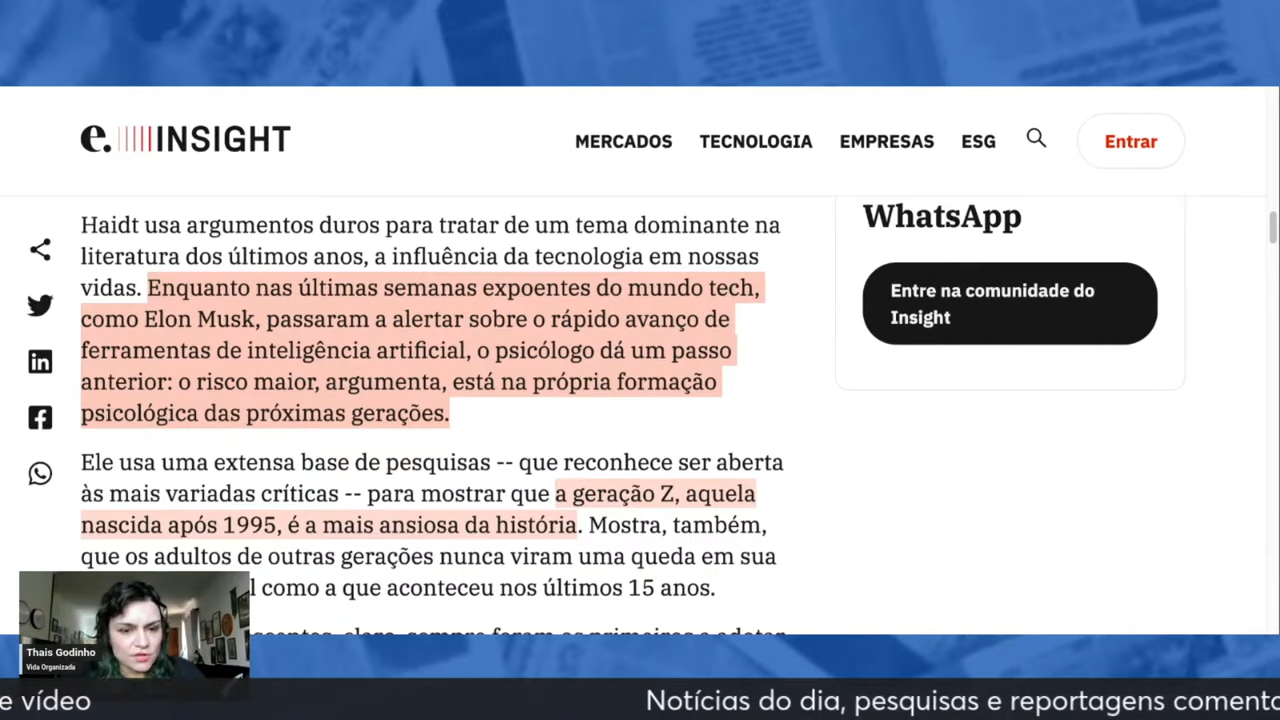 e. INSIGHT
MERCADOS TECNOLOGIA EMPRESAS ESG Entrar
Haidt usa argumentos duros para tratar de um tema dominante na
literatura dos últimos anos, a influência da tecnologia em nossas
vidas. Enquanto nas últimas semanas expoentes do mundo tech,
como Elon Musk, passaram a alertar sobre o rápido avanço de
ferramentas de inteligência artificial, o psicólogo dá um passo
anterior: o risco maior, argumenta, está na própria formação
psicológica das próximas gerações.
Ele usa uma extensa base de pesquisas -- que reconhece ser aberta
às mais variadas críticas -- para mostrar que a geração Z, aquela
nascida após 1995, é a mais ansiosa da história. Mostra, também,
que os adultos de outras gerações nunca viram uma queda em sua
l como a que aconteceu nos últimos 15 anos.
WhatsApp
Entre na comunidade do
Insight
Thais Godinho
Vida Organizada
e vídeo
Notícias do dia, pesquisas e reportagens coment